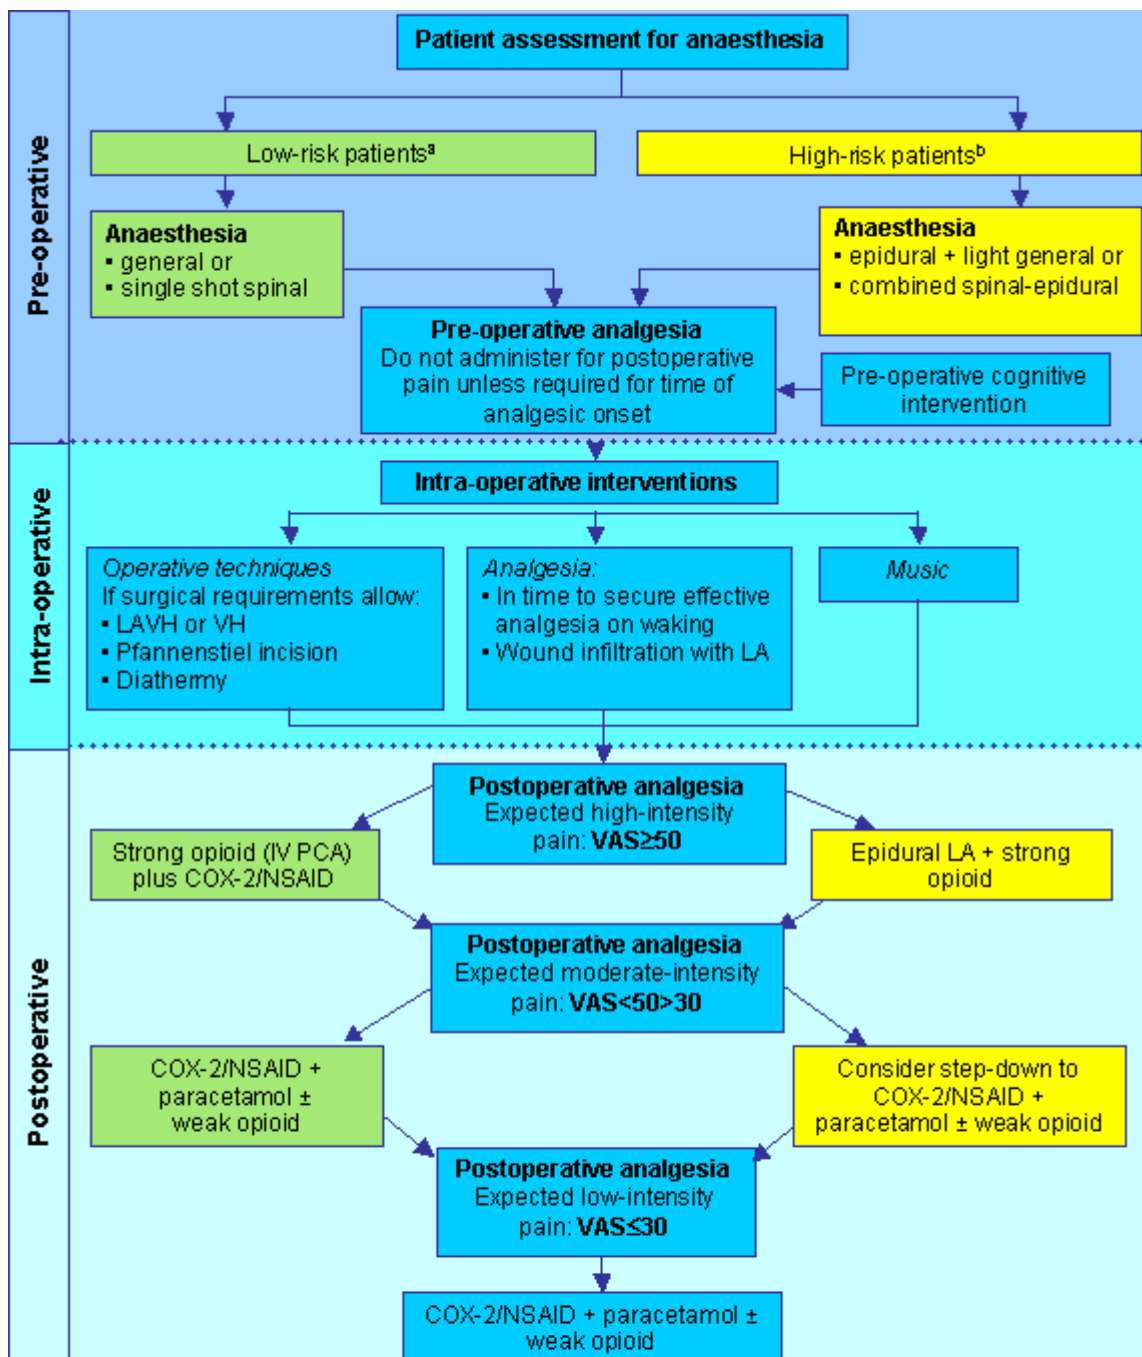 Patient assessment for anaesthesia
Pre-operative
Low-risk patientsª
High-risk patientsᵇ
Anaesthesia
▪ general or
▪ single shot spinal
Anaesthesia
▪ epidural + light general or
▪ combined spinal-epidural
Pre-operative analgesia
Do not administer for postoperative
pain unless required for time of
analgesic onset
Pre-operative cognitive
intervention
Intra-operative
Intra-operative interventions
Operative techniques
If surgical requirements allow:
▪ LAVH or VH
▪ Pfannenstiel incision
▪ Diathermy
Analgesia:
▪ In time to secure effective
analgesia on waking
▪ Wound infiltration with LA
Music
Postoperative
Postoperative analgesia
Expected high-intensity
pain: VAS≥50
Strong opioid (IV PCA)
plus COX-2/NSAID
Epidural LA + strong
opioid
Postoperative analgesia
Expected moderate-intensity
pain: VAS<50>30
COX-2/NSAID +
paracetamol ±
weak opioid
Consider step-down to
COX-2/NSAID +
paracetamol ± weak opioid
Postoperative analgesia
Expected low-intensity
pain: VAS≤30
COX-2/NSAID + paracetamol ±
weak opioid